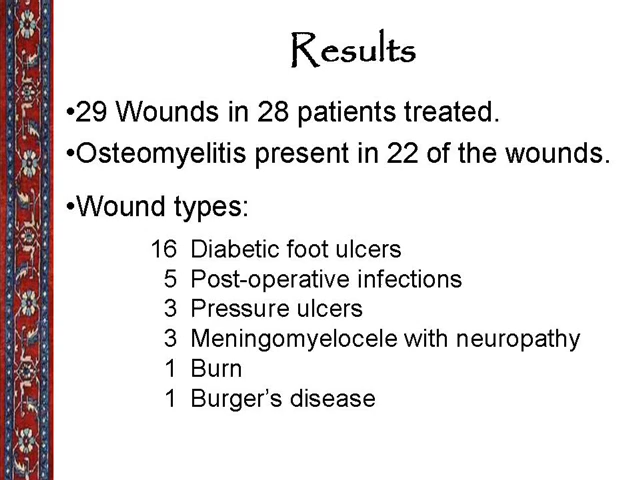 Results
•29 Wounds in 28 patients treated.
•Osteomyelitis present in 22 of the wounds.
•Wound types:
16 Diabetic foot ulcers
5 Post-operative infections
3 Pressure ulcers
3 Meningomyelocele with neuropathy
1 Burn
1 Burger’s disease